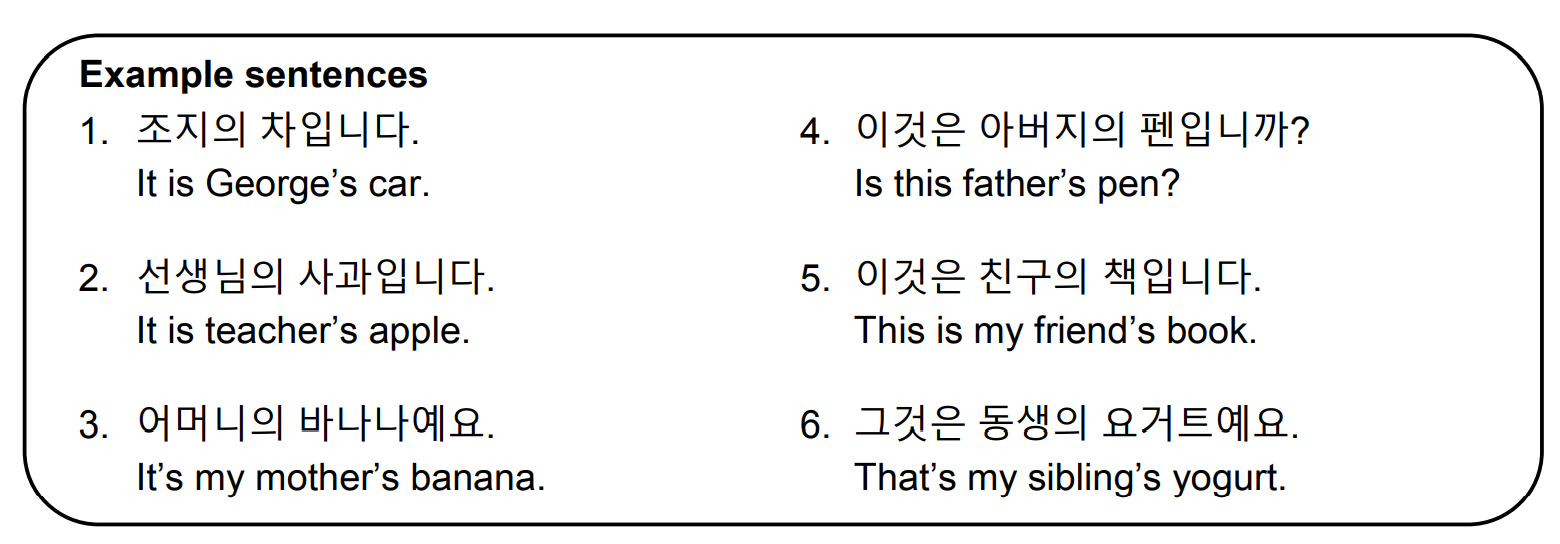 Example sentences
1. 조지의 차입니다.
It is George’s car.
2. 선생님의 사과입니다.
It is teacher’s apple.
3. 어머니의 바나나예요.
It’s my mother’s banana.
4. 이것은 아버지의 펜입니까?
Is this father’s pen?
5. 이것은 친구의 책입니다.
This is my friend’s book.
6. 그것은 동생의 요거트예요.
That’s my sibling’s yogurt.